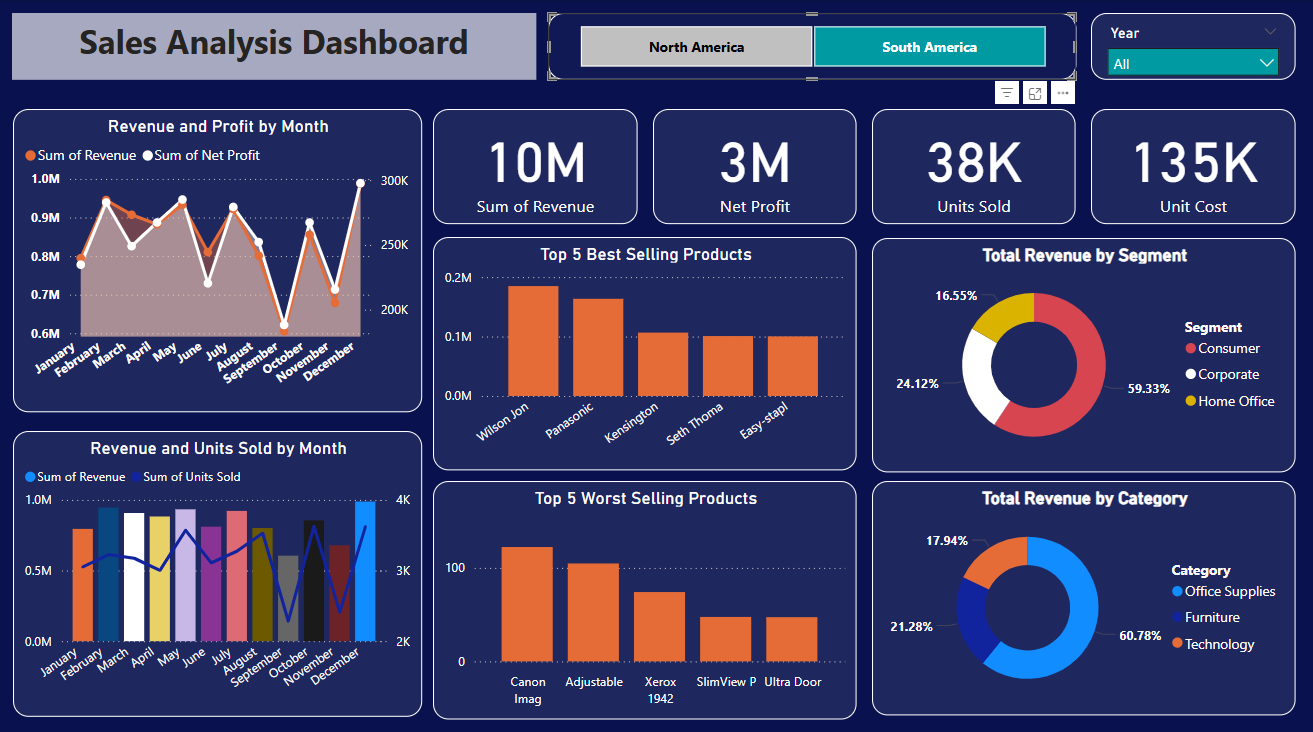 Sales Analysis Dashboard
North America
South America
Year
All
Revenue and Profit by Month
Sum of Revenue
Sum of Net Profit
1.0M
0.9M
0.8M
0.7M
0.6M
300K
250K
200K
January
February
March
April
May
June
July
August
September
October
November
December
10M
Sum of Revenue
3M
Net Profit
38K
Units Sold
135K
Unit Cost
Top 5 Best Selling Products
0.2M
0.1M
0.0M
Wilson Jon
Panasonic
Kensington
Seth Thoma
Easy-stapl
Total Revenue by Segment
16.55%
24.12%
59.33%
Segment
Consumer
Corporate
Home Office
Revenue and Units Sold by Month
Sum of Revenue
Sum of Units Sold
1.0M
0.5M
0.0M
4K
3K
2K
January
February
March
April
May
June
July
August
September
October
November
December
Top 5 Worst Selling Products
100
0
Canon
Imag
Adjustable
Xerox
1942
SlimView P
Ultra Door
Total Revenue by Category
17.94%
21.28%
60.78%
Category
Office Supplies
Furniture
Technology